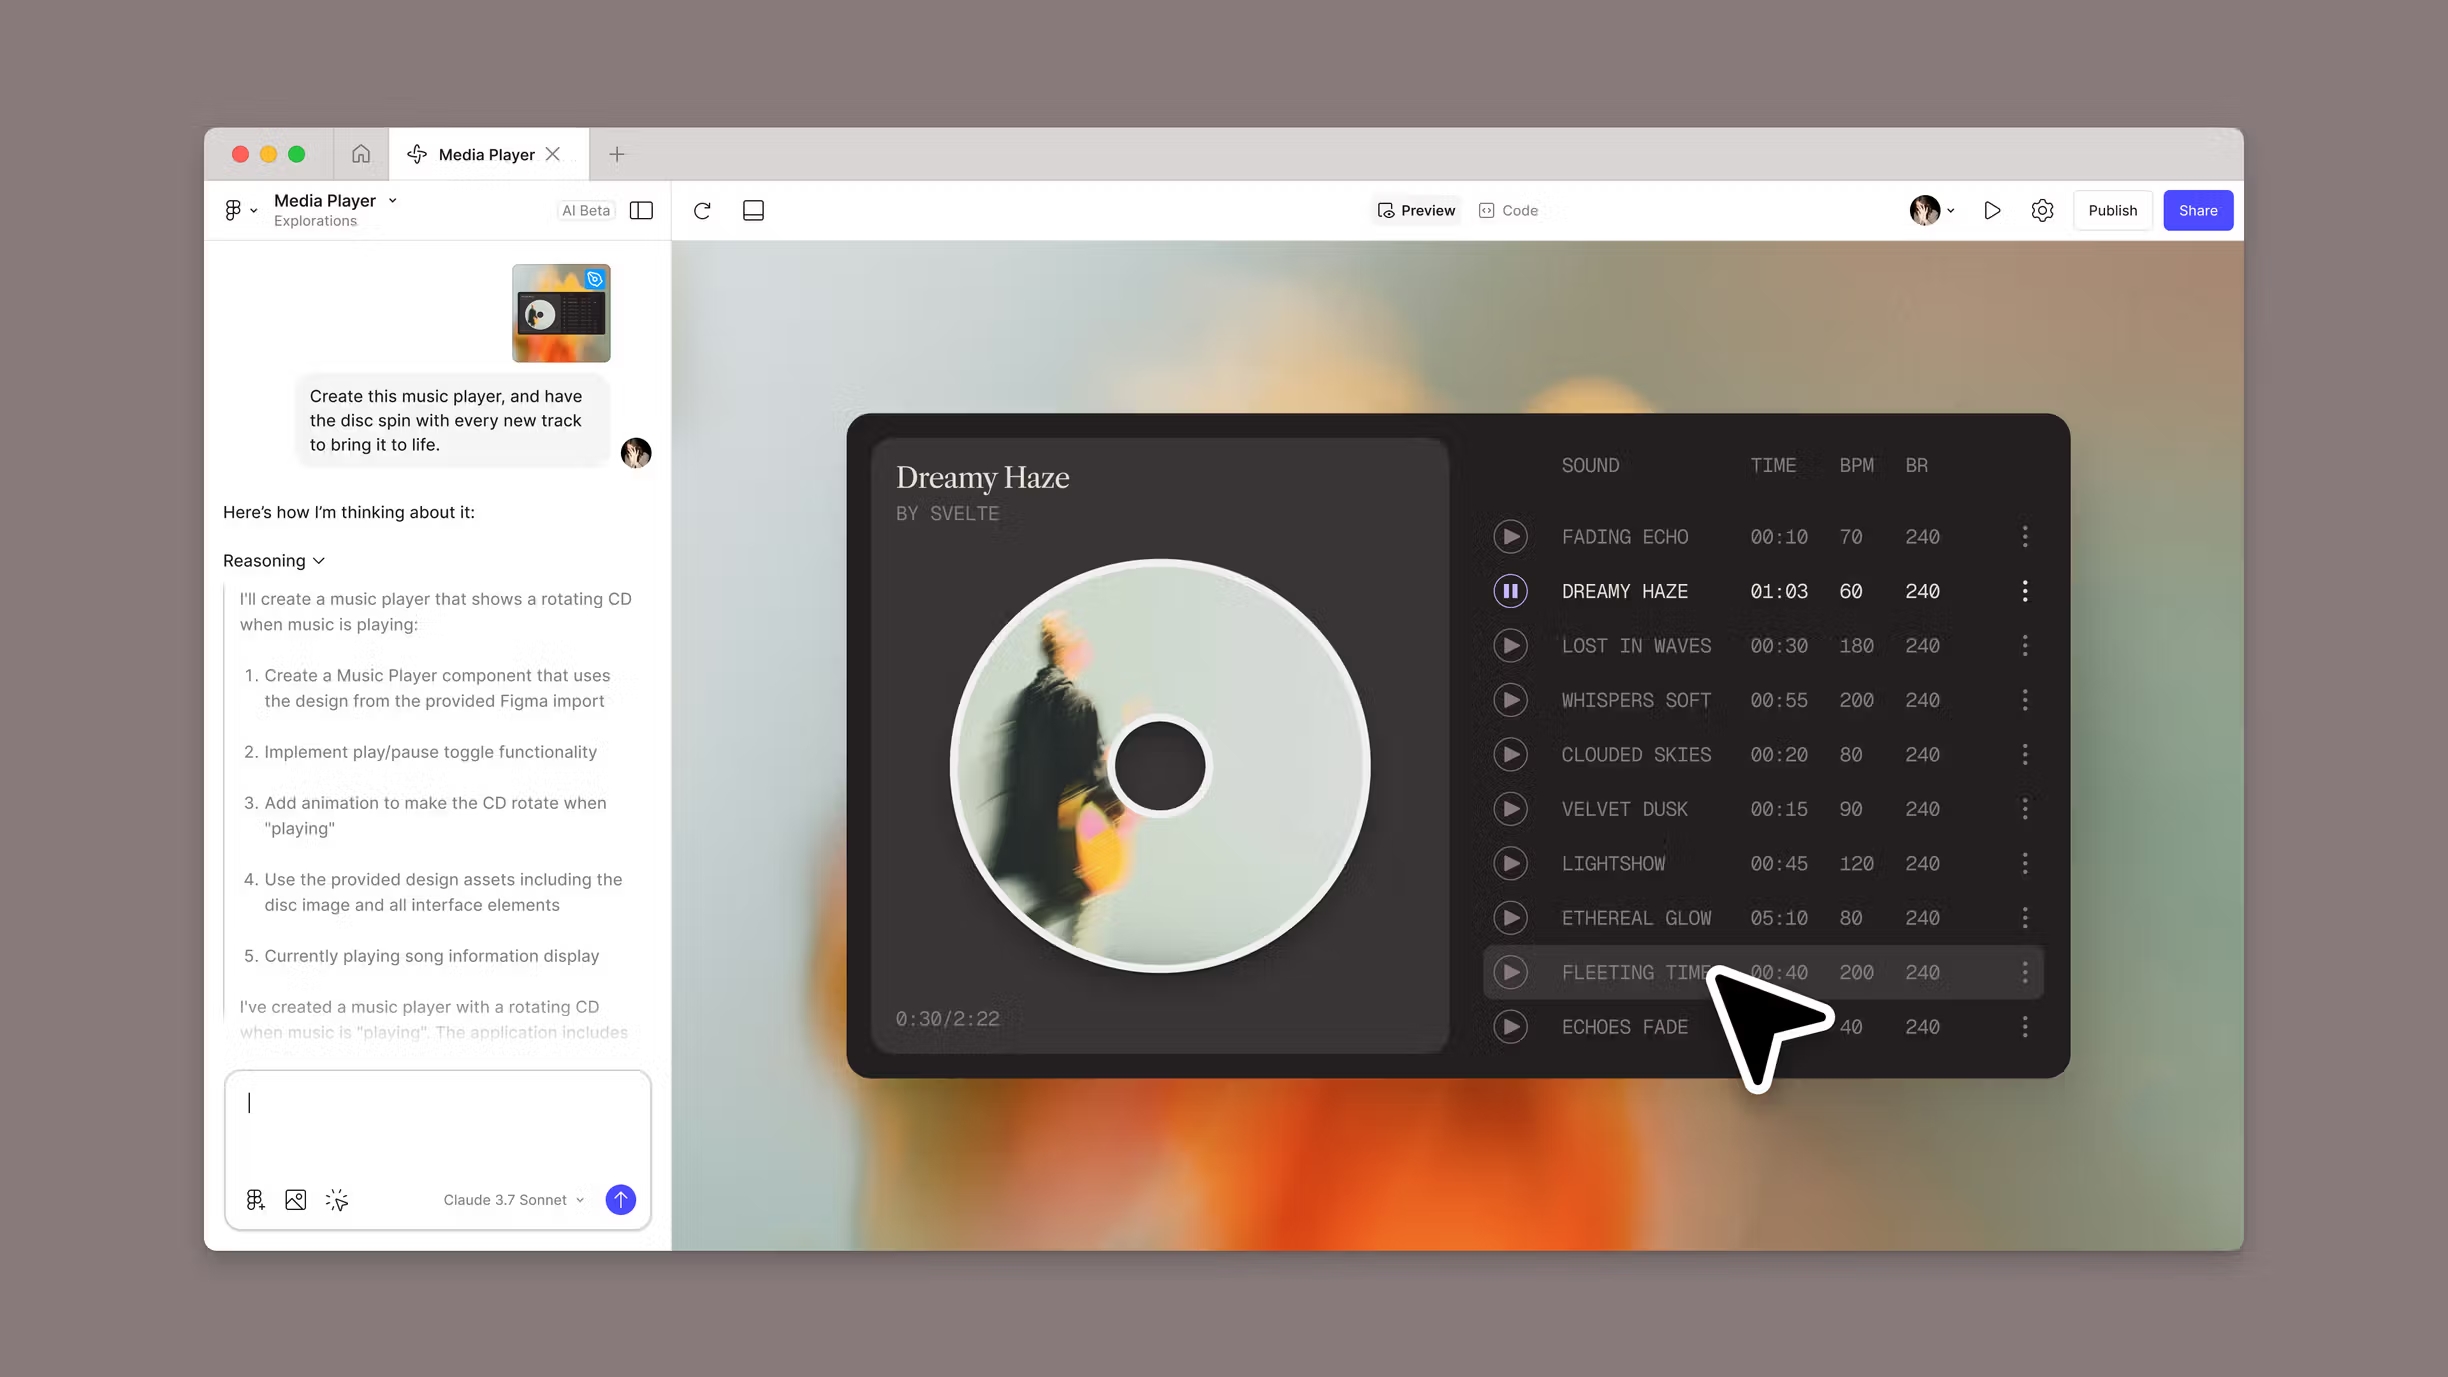 Media Player
Media Player
Explorations
AI Beta
Preview
Code
Publish
Share
Create this music player, and have
the disc spin with every new track
to bring it to life.
Here’s how I’m thinking about it:
Reasoning
I'll create a music player that shows a rotating CD
when music is playing:
1. Create a Music Player component that uses
the design from the provided Figma import
2. Implement play/pause toggle functionality
3. Add animation to make the CD rotate when
"playing"
4. Use the provided design assets including the
disc image and all interface elements
5. Currently playing song information display
I've created a music player with a rotating CD
when music is "playing". The application includes
Claude 3.7 Sonnet
Dreamy Haze
BY SVELTE
0:30/2:22
SOUND TIME BPM BR
FADING ECHO 00:10 70 240
DREAMY HAZE 01:03 60 240
LOST IN WAVES 00:30 180 240
WHISPERS SOFT 00:55 200 240
CLOUDED SKIES 00:20 80 240
VELVET DUSK 00:15 90 240
LIGHTSHOW 00:45 120 240
ETHEREAL GLOW 05:10 80 240
FLEETING TIME 00:40 200 240
ECHOES FADE 40 240